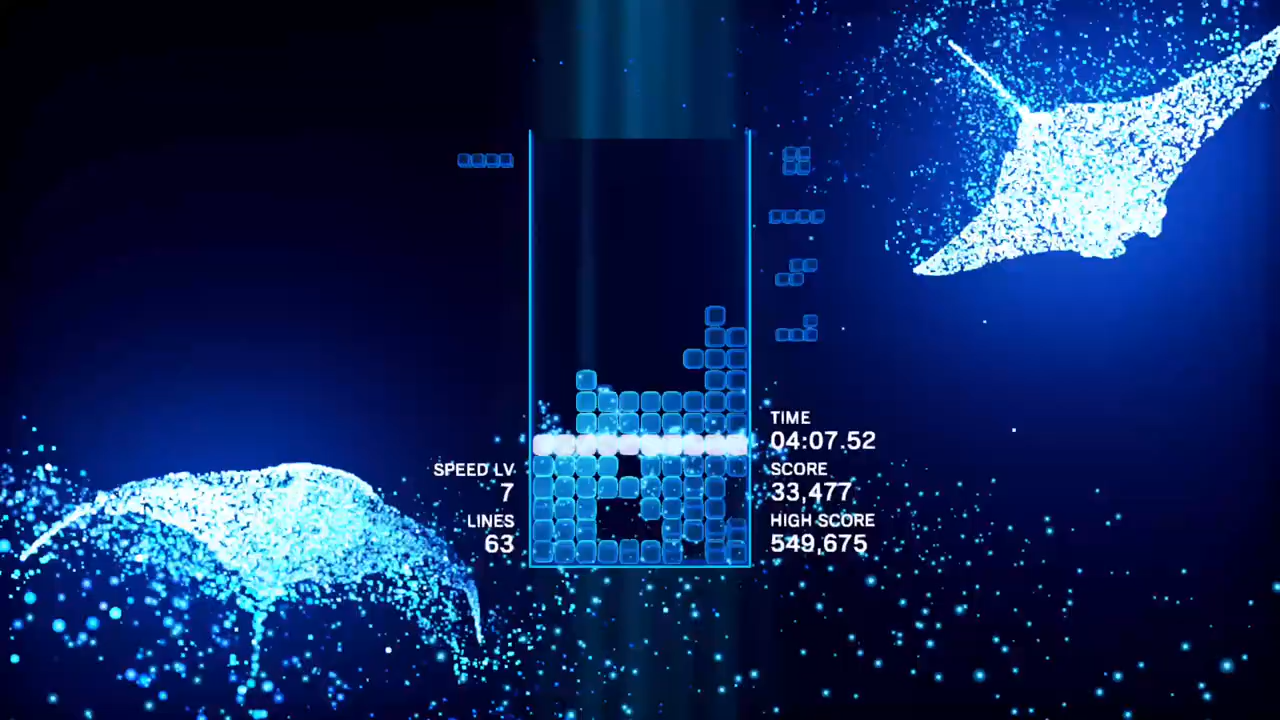 SPEED LV
7
LINES
63
TIME
04:07.52
SCORE
33,477
HIGH SCORE
549,675